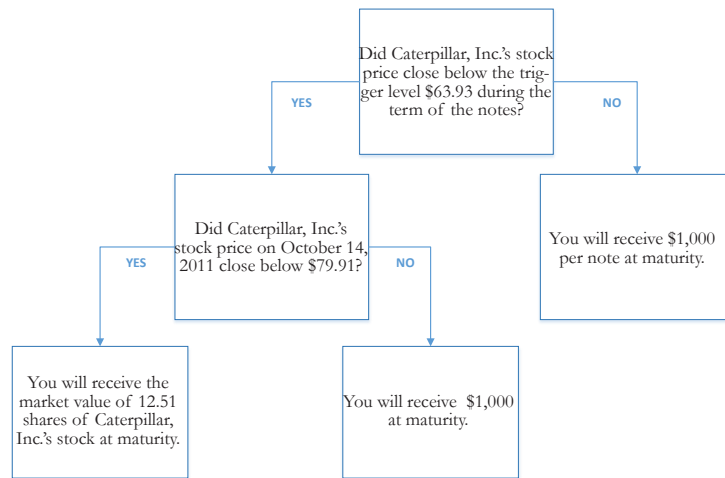 Did Caterpillar, Inc.'s stock
price close below the trig-
ger level $63.93 during the
term of the notes?
YES
NO
Did Caterpillar, Inc.'s
stock price on October 14,
2011 close below $79.91?
You will receive $1,000
per note at maturity.
YES
NO
You will receive the
market value of 12.51
shares of Caterpillar,
Inc.'s stock at maturity.
You will receive $1,000
at maturity.